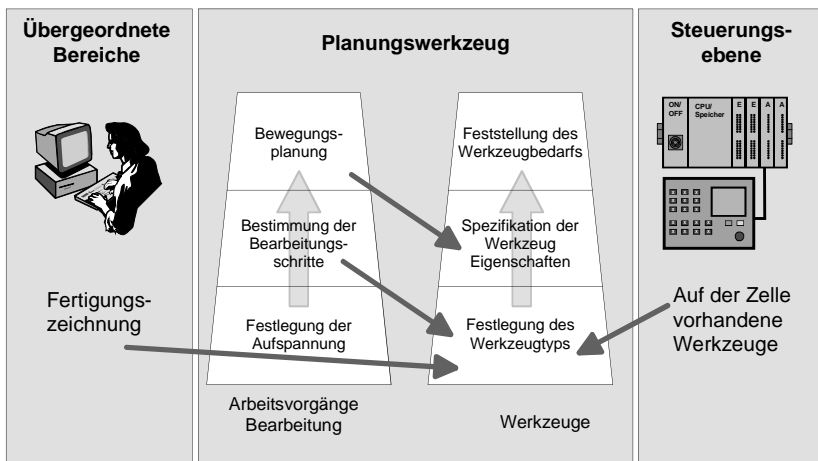 Übergeordnete
Bereiche
Fertigungs-
zeichnung
Planungswerkzeug
Bewegungs-
planung
Bestimmung der
Bearbeitungs-
schritte
Festlegung der
Aufspannung
Arbeitsvorgänge
Bearbeitung
Feststellung des
Werkzeugbedarfs
Spezifikation der
Werkzeug
Eigenschaften
Festlegung des
Werkzeugtyps
Werkzeuge
Steuerungs-
ebene
ON/
OFF
CPU/
Speicher
E E A A
Auf der Zelle
vorhandene
Werkzeuge